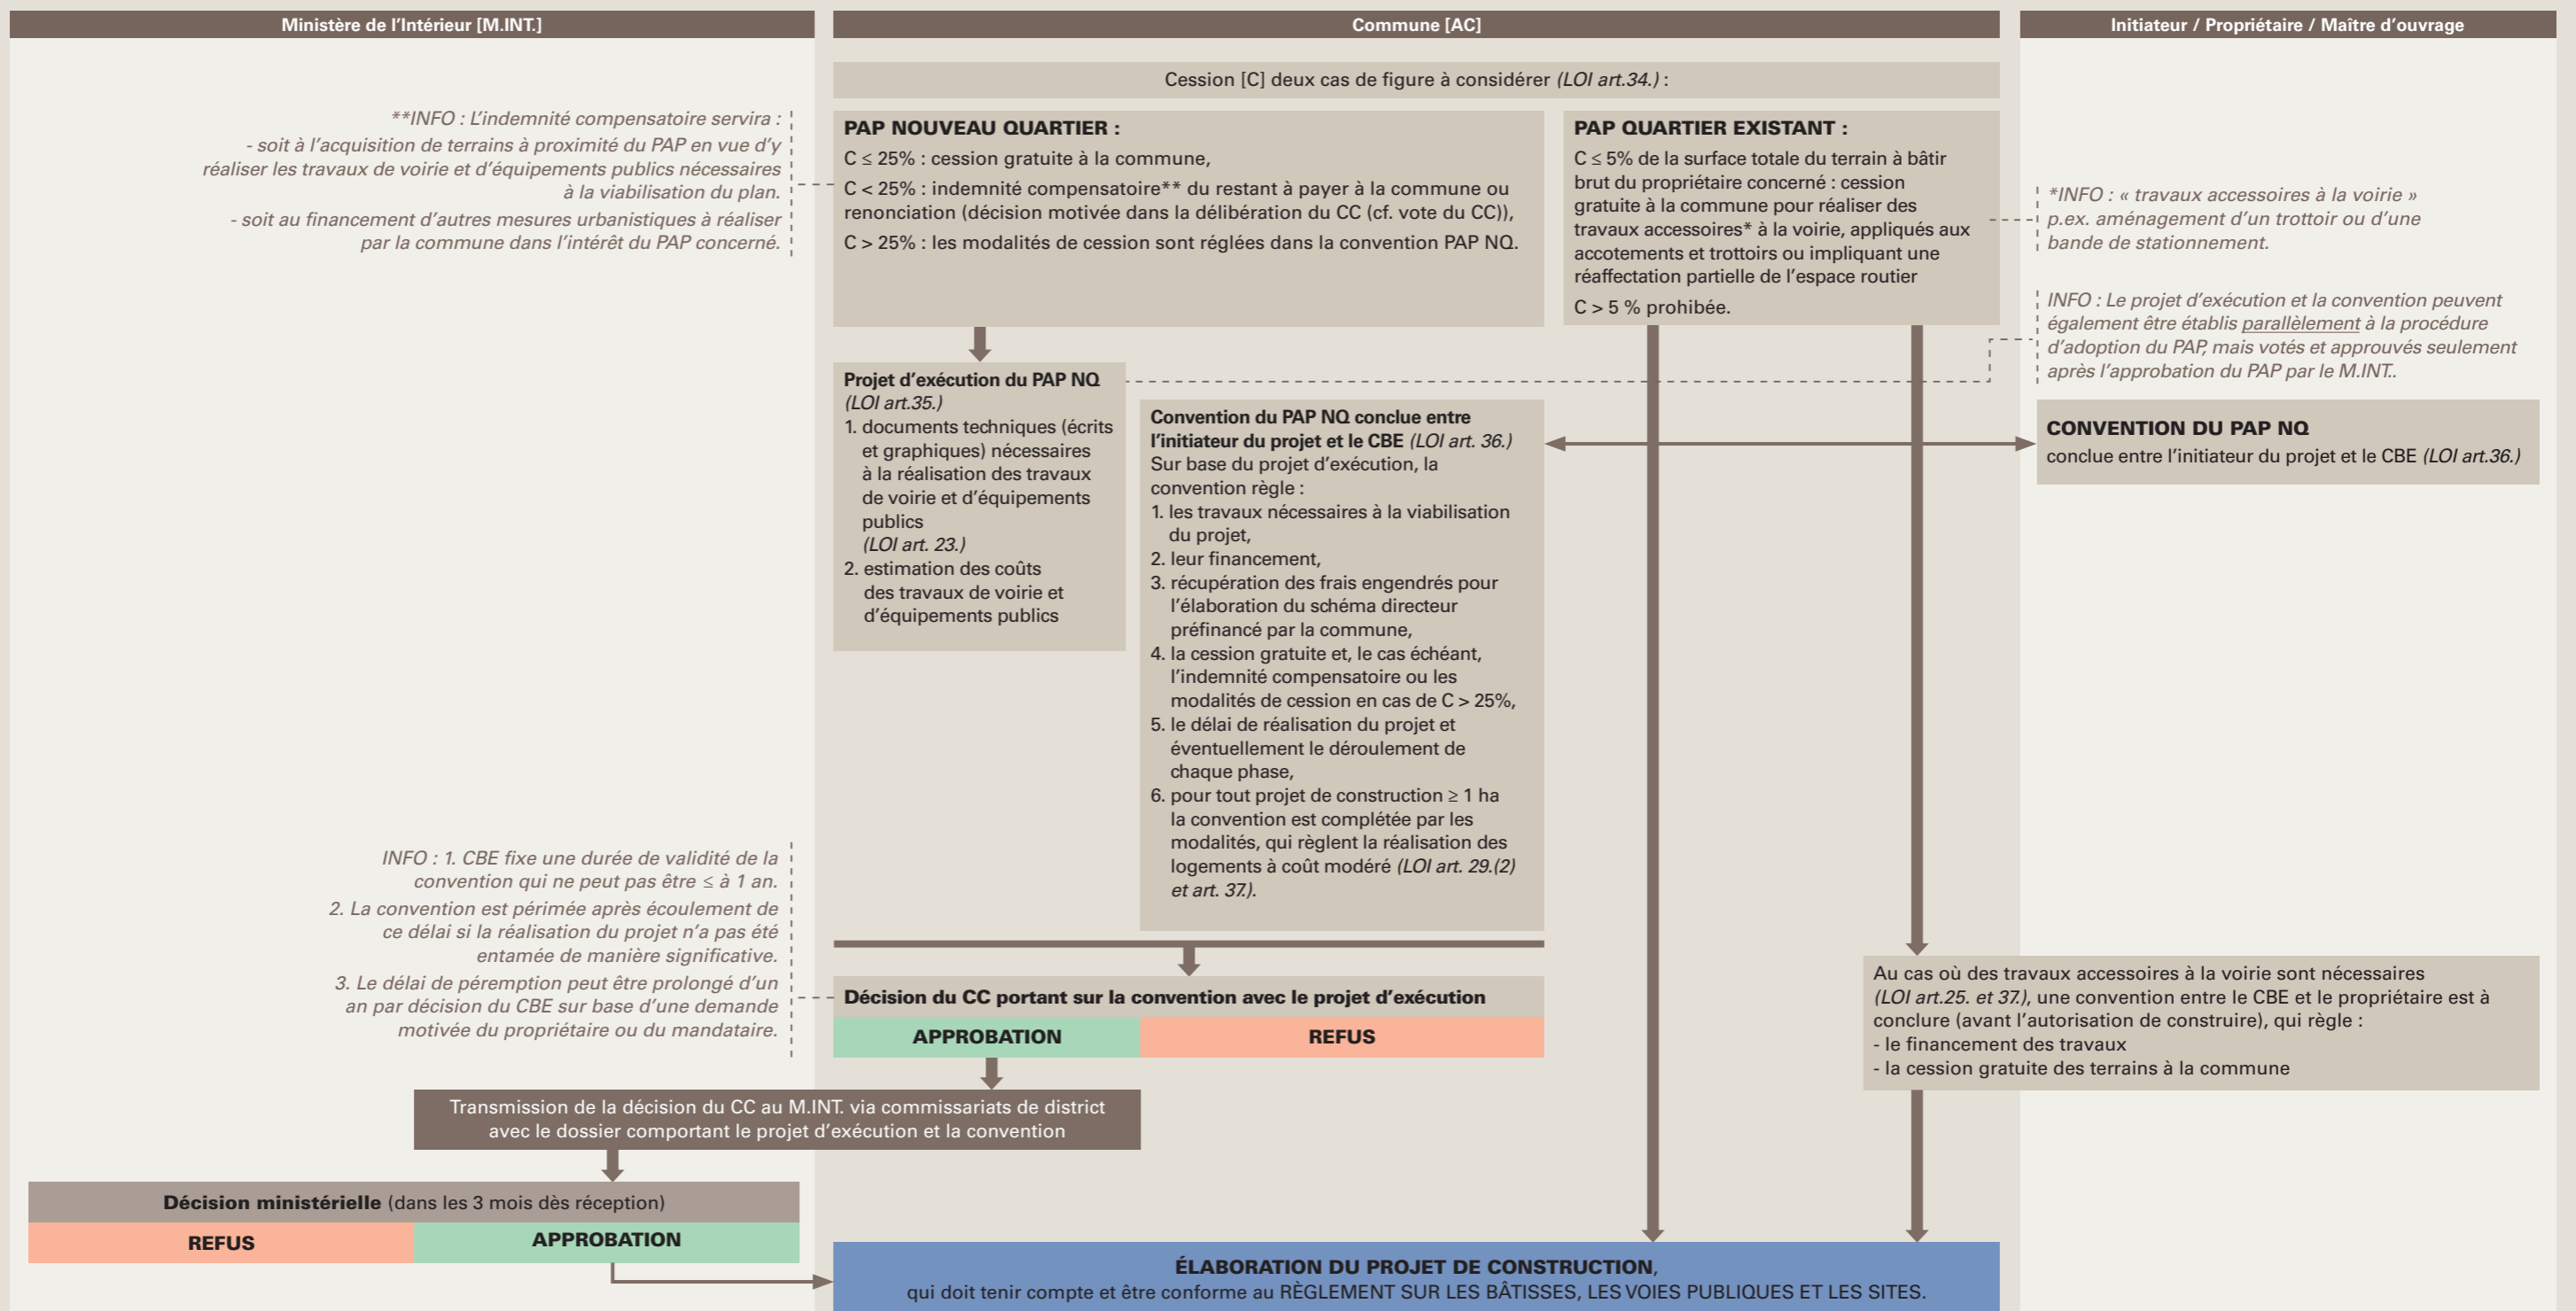 Ministère de l'Intérieur [M.INT.]
Commune [AC]
Initiateur / Propriétaire / Maître d'ouvrage
Cession [C] deux cas de figure à considérer (LOI art.34.) :
**INFO : L'indemnité compensatoire servira :
- soit à l'acquisition de terrains à proximité du PAP en vue d'y
réaliser les travaux de voirie et d'équipements publics nécessaires
à la viabilisation du plan.
- soit au financement d'autres mesures urbanistiques à réaliser
par la commune dans l'intérêt du PAP concerné.
PAP NOUVEAU QUARTIER :
C ≤ 25% : cession gratuite à la commune,
C < 25% : indemnité compensatoire** du restant à payer à la commune ou
renonciation (décision motivée dans la délibération du CC (cf. vote du CC)),
C > 25% : les modalités de cession sont réglées dans la convention PAP NQ.
PAP QUARTIER EXISTANT :
C ≤ 5% de la surface totale du terrain à bâtir
brut du propriétaire concerné : cession
gratuite à la commune pour réaliser des
travaux accessoires* à la voirie, appliqués aux
accotements et trottoirs ou impliquant une
réaffectation partielle de l'espace routier
C > 5 % prohibée.
*INFO : « travaux accessoires à la voirie »
p.ex. aménagement d'un trottoir ou d'une
bande de stationnement.
INFO : Le projet d'exécution et la convention peuvent
également être établis parallèlement à la procédure
d'adoption du PAP, mais votés et approuvés seulement
après l'approbation du PAP par le M.INT..
Projet d'exécution du PAP NQ
(LOI art.35.)
1. documents techniques (écrits
et graphiques) nécessaires
à la réalisation des travaux
de voirie et d'équipements
publics
(LOI art. 23.)
2. estimation des coûts
des travaux de voirie et
d'équipements publics
Convention du PAP NQ conclue entre
l'initiateur du projet et le CBE (LOI art. 36.)
Sur base du projet d'exécution, la
convention règle :
1. les travaux nécessaires à la viabilisation
du projet,
2. leur financement,
3. récupération des frais engendrés pour
l'élaboration du schéma directeur
préfinancé par la commune,
4. la cession gratuite et, le cas échéant,
l'indemnité compensatoire ou les
modalités de cession en cas de C > 25%,
5. le délai de réalisation du projet et
éventuellement le déroulement de
chaque phase,
6. pour tout projet de construction ≥ 1 ha
la convention est complétée par les
modalités, qui règlent la réalisation des
logements à coût modéré (LOI art. 29.(2)
et art. 37.).
CONVENTION DU PAP NQ
conclue entre l'initiateur du projet et le CBE (LOI art.36.)
INFO : 1. CBE fixe une durée de validité de la
convention qui ne peut pas être ≤ à 1 an.
2. La convention est périmée après écoulement de
ce délai si la réalisation du projet n'a pas été
entamée de manière significative.
3. Le délai de péremption peut être prolongé d'un
an par décision du CBE sur base d'une demande
motivée du propriétaire ou du mandataire.
Décision du CC portant sur la convention avec le projet d'exécution
APPROBATION
REFUS
Au cas où des travaux accessoires à la voirie sont nécessaires
(LOI art.25. et 37.), une convention entre le CBE et le propriétaire est à
conclure (avant l'autorisation de construire), qui règle :
- le financement des travaux
- la cession gratuite des terrains à la commune
Transmission de la décision du CC au M.INT. via commissariats de district
avec le dossier comportant le projet d'exécution et la convention
Décision ministérielle (dans les 3 mois dès réception)
REFUS
APPROBATION
ÉLABORATION DU PROJET DE CONSTRUCTION,
qui doit tenir compte et être conforme au RÈGLEMENT SUR LES BÂTISSES, LES VOIES PUBLIQUES ET LES SITES.